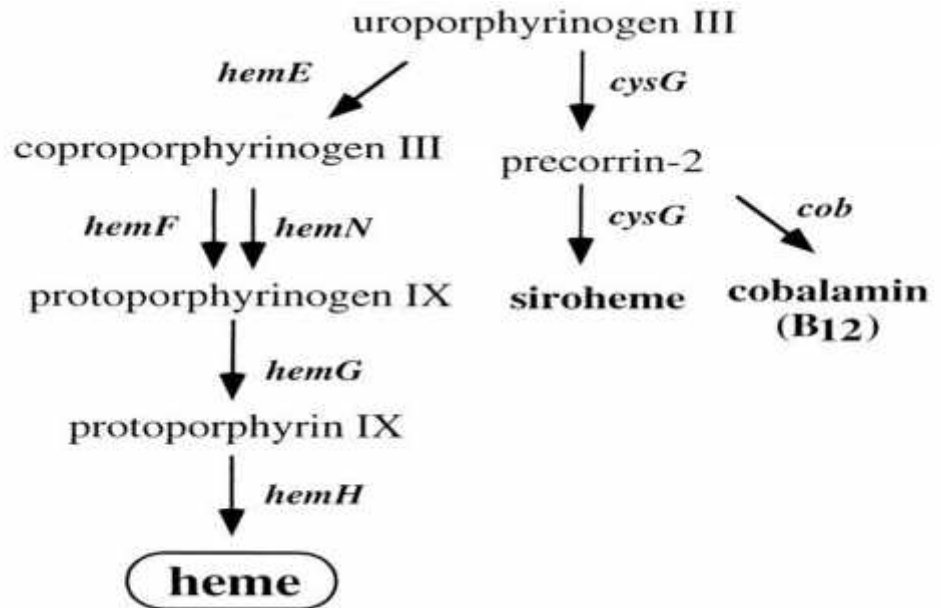 uroporphyrinogen III
hemE
cysG
coproporphyrinogen III
precorrin-2
hemF
hemN
cysG
cob
protoporphyrinogen IX
siroheme
cobalamin
(B12)
hemG
protoporphyrin IX
hemH
heme